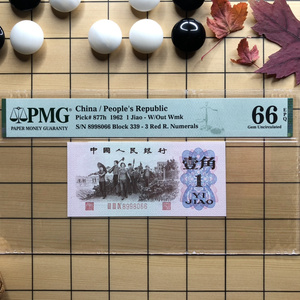 PMG
PAPER MONEY GUARANTY
China / People's Republic
Pick# 877h 1962 1 Jiao - W/Out Wmk
S/N 8998066 Block 339 - 3 Red R. Numerals
66 EPQ
Gem Uncirculated
中国人民银行
壹角
1
YI JIAO
8998066